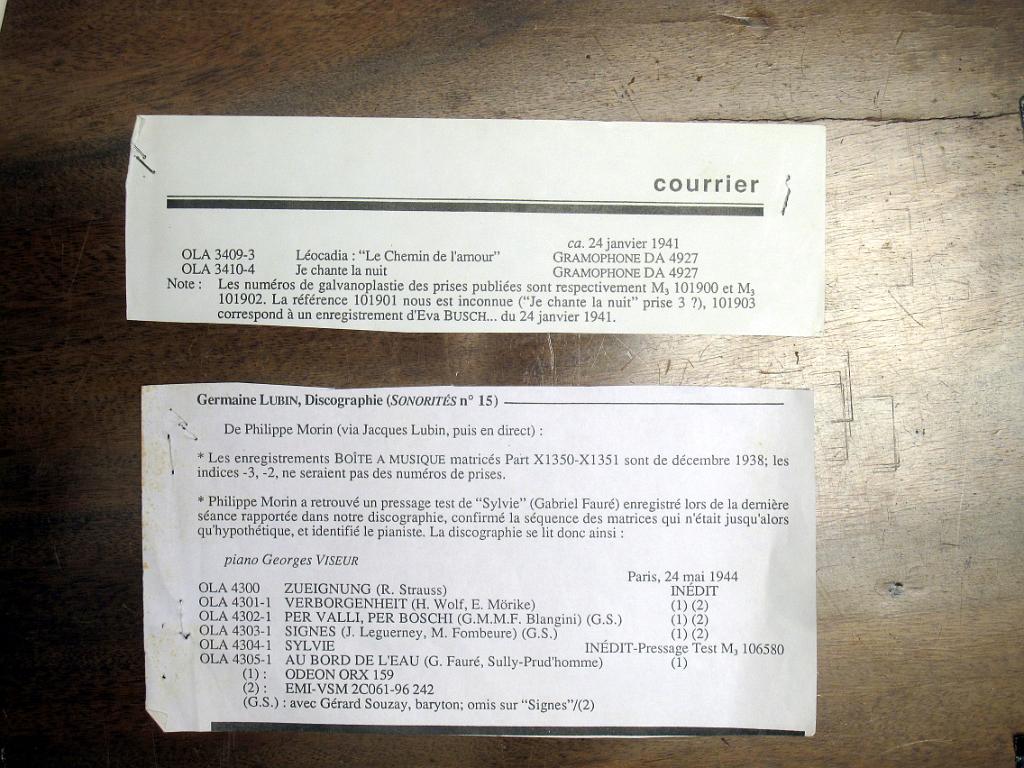 courrier
ca. 24 janvier 1941
OLA 3409-3 Léocadia : "Le Chemin de l'amour" GRAMOPHONE DA 4927
OLA 3410-4 Je chante la nuit GRAMOPHONE DA 4927
Note : Les numéros de galvanoplastie des prises publiées sont respectivement M3 101900 et M3
101902. La référence 101901 nous est inconnue ("Je chante la nuit" prise 3 ?), 101903
correspond à un enregistrement d'Eva BUSCH... du 24 janvier 1941.
Germaine LUBIN, Discographie (SONORITÉS n° 15)
De Philippe Morin (via Jacques Lubin, puis en direct) :
* Les enregistrements BOÎTE A MUSIQUE matricés Part X1350-X1351 sont de décembre 1938; les
indices -3, -2, ne seraient pas des numéros de prises.
* Philippe Morin a retrouvé un pressage test de "Sylvie" (Gabriel Fauré) enregistré lors de la dernière
séance rapportée dans notre discographie, confirmé la séquence des matrices qui n'était jusqu'alors
qu'hypothétique, et identifié le pianiste. La discographie se lit donc ainsi :
piano Georges VISEUR
Paris, 24 mai 1944
OLA 4300 ZUEIGNUNG (R. Strauss) INÉDIT
OLA 4301-1 VERBORGENHEIT (H. Wolf, E. Mörike) (1) (2)
OLA 4302-1 PER VALLI, PER BOSCHI (G.M.M.F. Blangini) (G.S.) (1) (2)
OLA 4303-1 SIGNES (J. Leguerney, M. Fombeure) (G.S.) (1) (2)
OLA 4304-1 SYLVIE INÉDIT-Pressage Test M3 106580
OLA 4305-1 AU BORD DE L'EAU (G. Fauré, Sully-Prud'homme) (1)
(1) : ODEON ORX 159
(2) : EMI-VSM 2C061-96 242
(G.S.) : avec Gérard Souzay, baryton; omis sur "Signes"/(2)